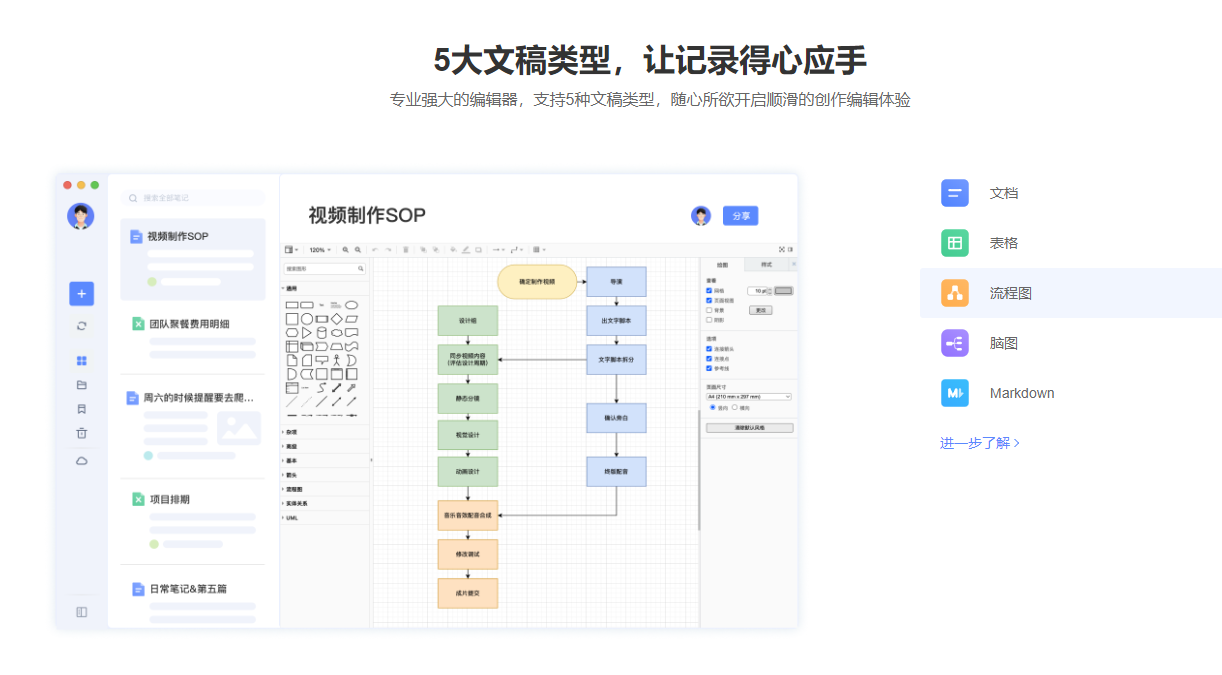 5大文稿类型，让记录得心应手
专业强大的编辑器，支持5种文稿类型，随心所欲开启顺滑的创作编辑体验
搜索全部笔记
视频制作SOP
团队聚餐费用明细
周六的时候提醒要去爬...
项目排期
日常笔记&第五篇
视频制作SOP
分享
120%
搜索图形
通用
杂项
高级
基本
箭头
流程图
实体关系
UML
确定制作视频
导演
设计组
出文字脚本
同步视频内容
(评估设计周期)
文字脚本拆分
静态分镜
确认旁白
视觉设计
动画设计
终版配音
音乐音效配音合成
修改调试
成片提交
绘图
样式
网格
10 pt
页面视图
背景
更改
阴影
选项
连接箭头
连接点
参考线
页面尺寸
A4 (210 mm x 297 mm)
竖向
横向
清除默认风格
文档
表格
流程图
脑图
Markdown
进一步了解 >